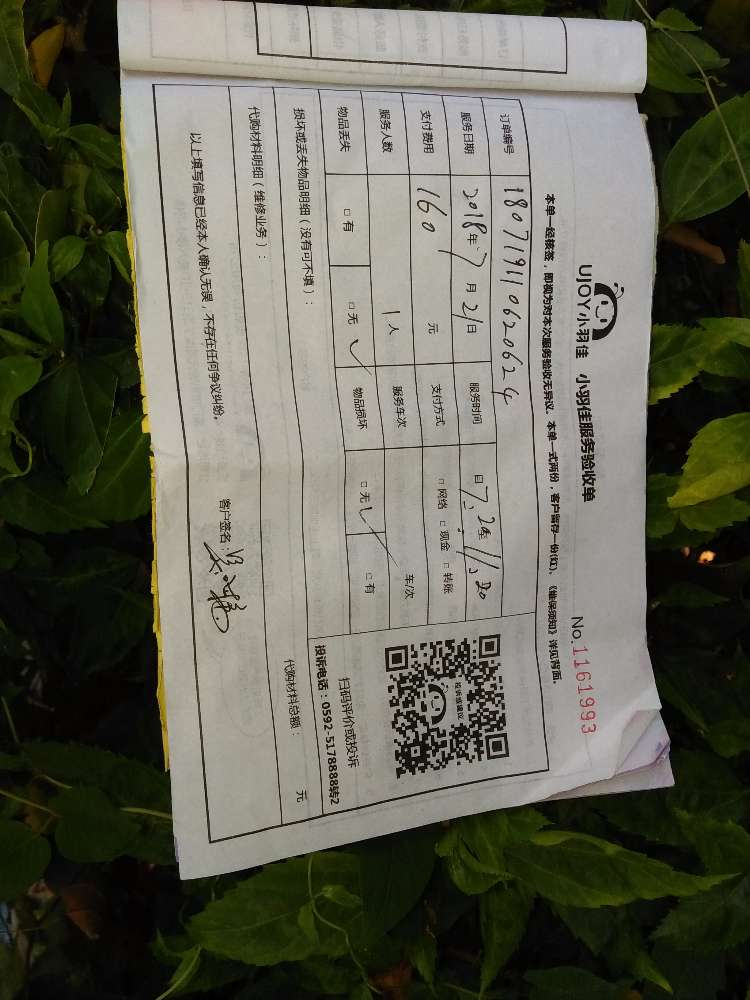 UJOY小羽佳 小羽佳服务验收单
No.1161993
本单一经核签，即视为对本次服务验收无异议。本单一式两份，客户留存一份(红)，《维保须知》详见背面。
订单编号 180719110620624
服务日期 2018年7月21日 服务时间 自7.20至11.20
支付费用 160 元 支付方式 □网络 □现金 □转账
服务人数 1人 服务车次 车/次
物品丢失 □有 □无 ✓ 物品损坏 □无 ✓ □有
投诉或建议
扫码评价或投诉
投诉电话：0592-5178888转2
损坏或丢失物品明细（没有可不填）：
代购材料明细（维修业务）： 代购材料总额： 元
以上填写信息已经本人确认无误，不存在任何争议纠纷。 客户签名：